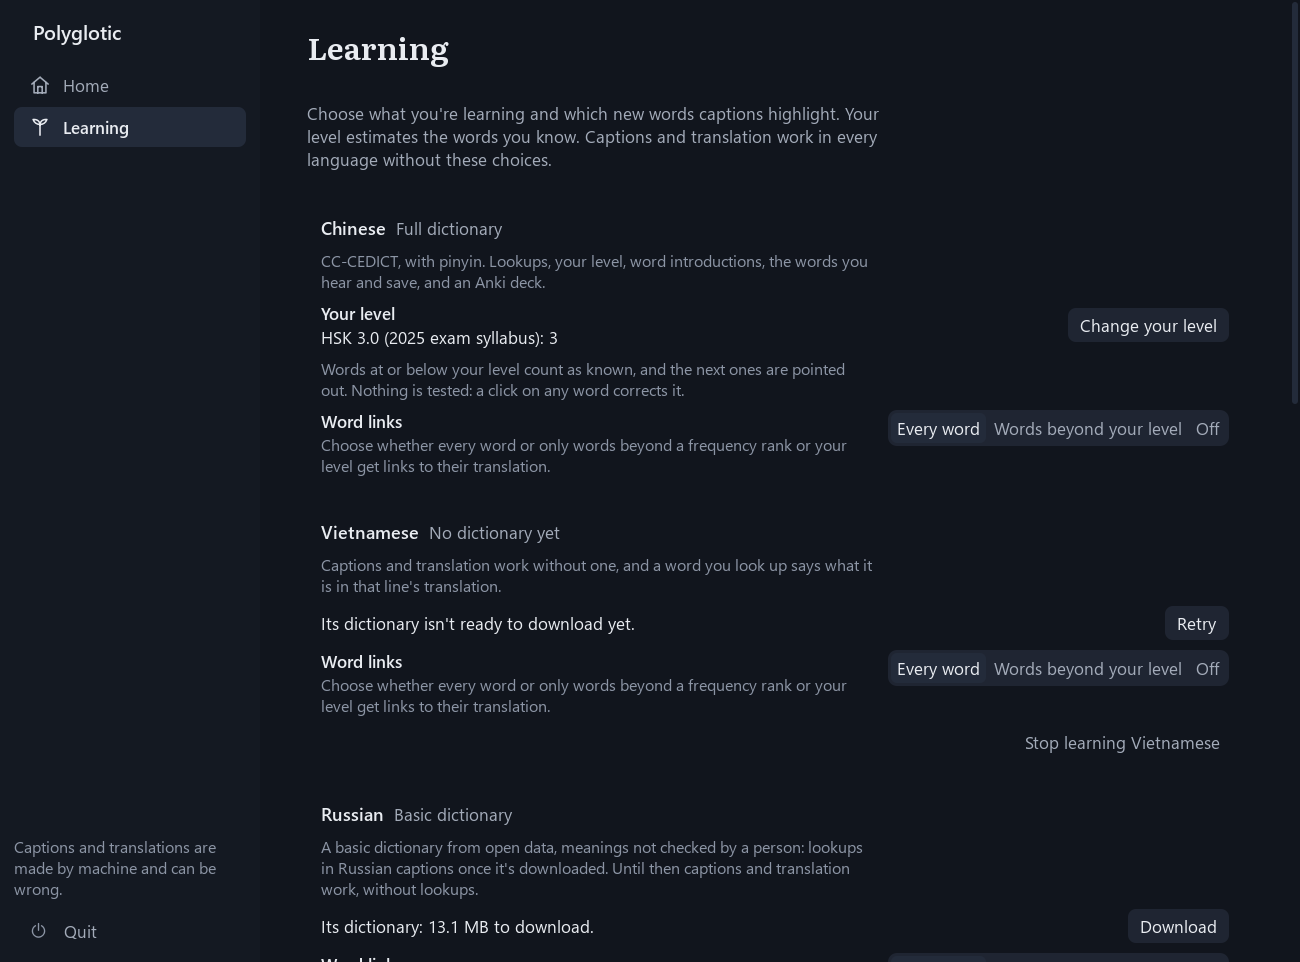 Polyglotic
Home
Learning
Captions and translations are
made by machine and can be
wrong.
Quit
Learning
Choose what you're learning and which new words captions highlight. Your
level estimates the words you know. Captions and translation work in every
language without these choices.
Chinese Full dictionary
CC-CEDICT, with pinyin. Lookups, your level, word introductions, the words you
hear and save, and an Anki deck.
Your level
HSK 3.0 (2025 exam syllabus): 3
Change your level
Words at or below your level count as known, and the next ones are pointed
out. Nothing is tested: a click on any word corrects it.
Word links
Every word Words beyond your level Off
Choose whether every word or only words beyond a frequency rank or your
level get links to their translation.
Vietnamese No dictionary yet
Captions and translation work without one, and a word you look up says what it
is in that line's translation.
Its dictionary isn't ready to download yet.
Retry
Word links
Every word Words beyond your level Off
Choose whether every word or only words beyond a frequency rank or your
level get links to their translation.
Stop learning Vietnamese
Russian Basic dictionary
A basic dictionary from open data, meanings not checked by a person: lookups
in Russian captions once it's downloaded. Until then captions and translation
work, without lookups.
Its dictionary: 13.1 MB to download.
Download